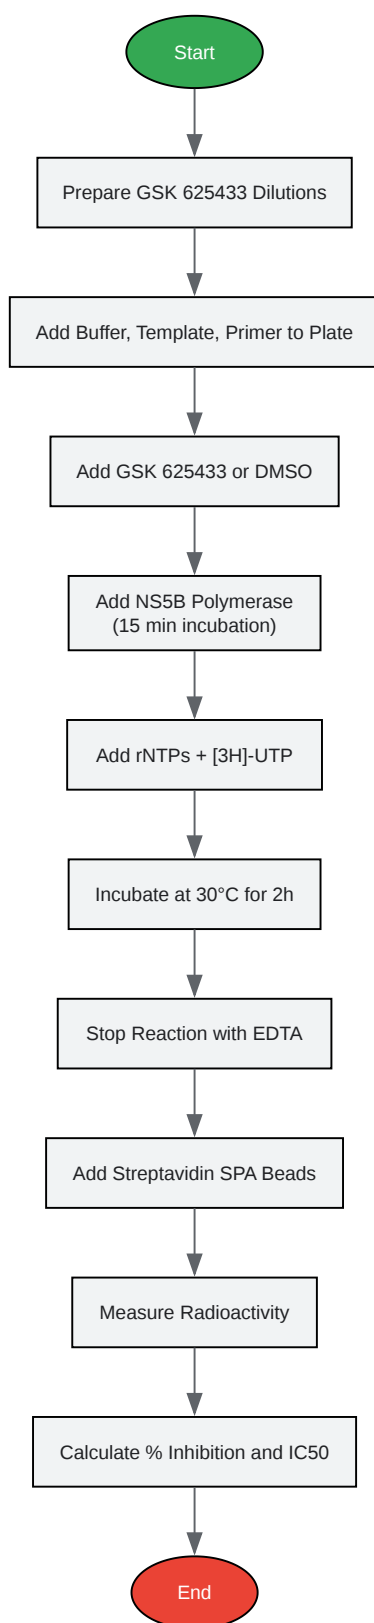 Start
Prepare GSK 625433 Dilutions
Add Buffer, Template, Primer to Plate
Add GSK 625433 or DMSO
Add NS5B Polymerase
(15 min incubation)
Add rNTPs + [3H]-UTP
Incubate at 30°C for 2h
Stop Reaction with EDTA
Add Streptavidin SPA Beads
Measure Radioactivity
Calculate % Inhibition and IC50
End